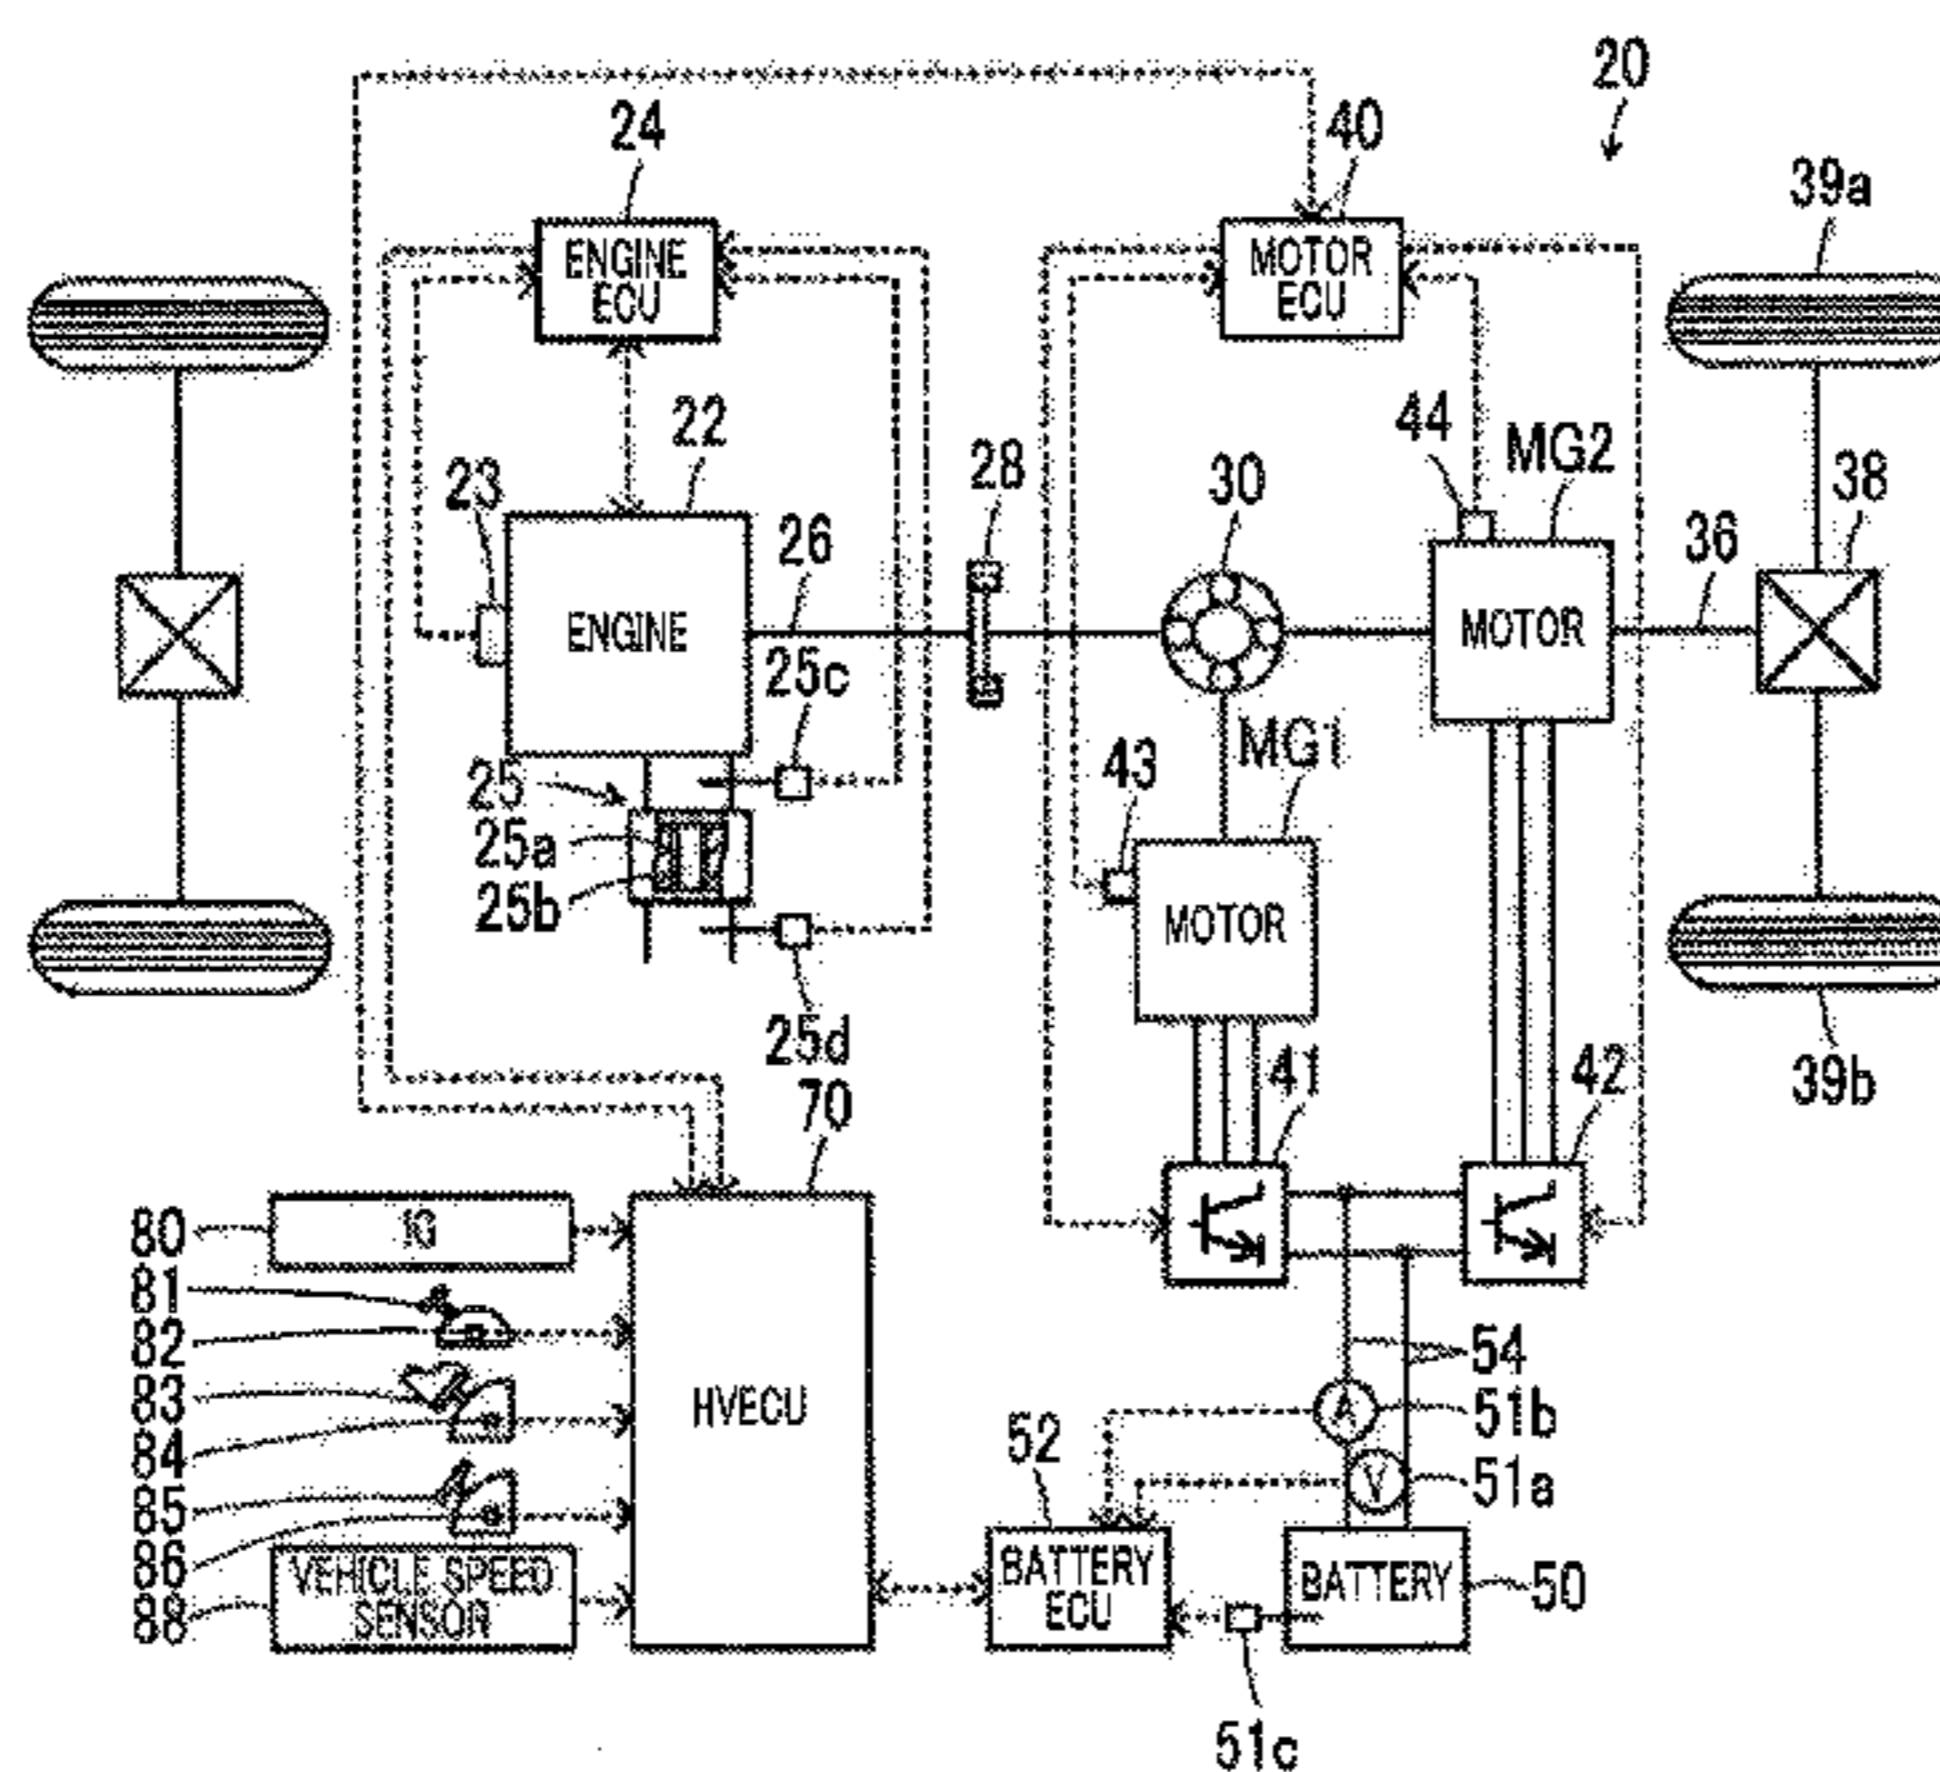 20
24
40
39a
ENGINE
ECU
MOTOR
ECU
22
44
MG2
23
28
30
38
26
36
ENGINE
MOTOR
25c
MG1
43
25
25a
25b
MOTOR
25d
41
42
39b
70
80
IG
81
82
83
HVECU
54
84
52
51b
85
51a
86
VEHICLE SPEED
SENSOR
88
BATTERY
ECU
BATTERY
50
51c
A
V